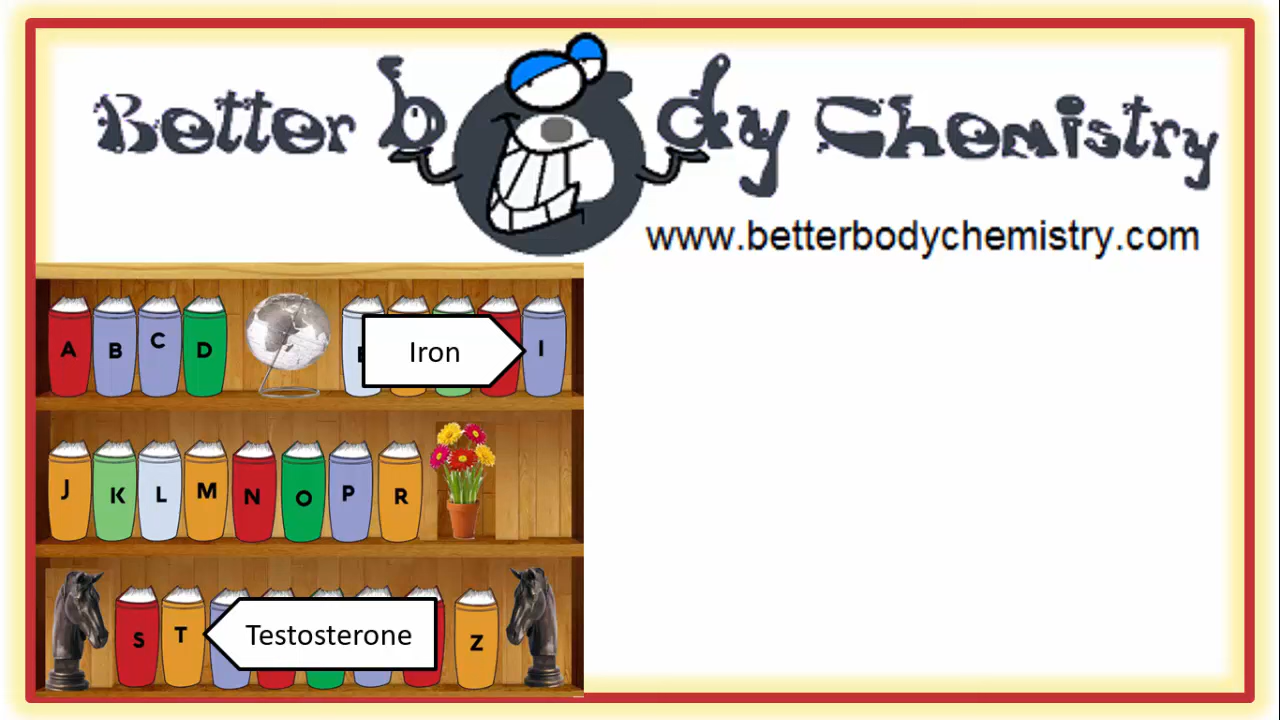 Better body Chemistry
www.betterbodychemistry.com
A B C D I
Iron
J K L M N O P R
S T Z
Testosterone